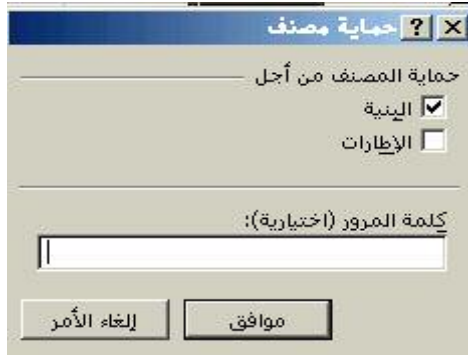 حماية مصنف
حماية المصنف من أجل
البنية
الإطارات
كلمة المرور (اختيارية):
موافق
إلغاء الأمر